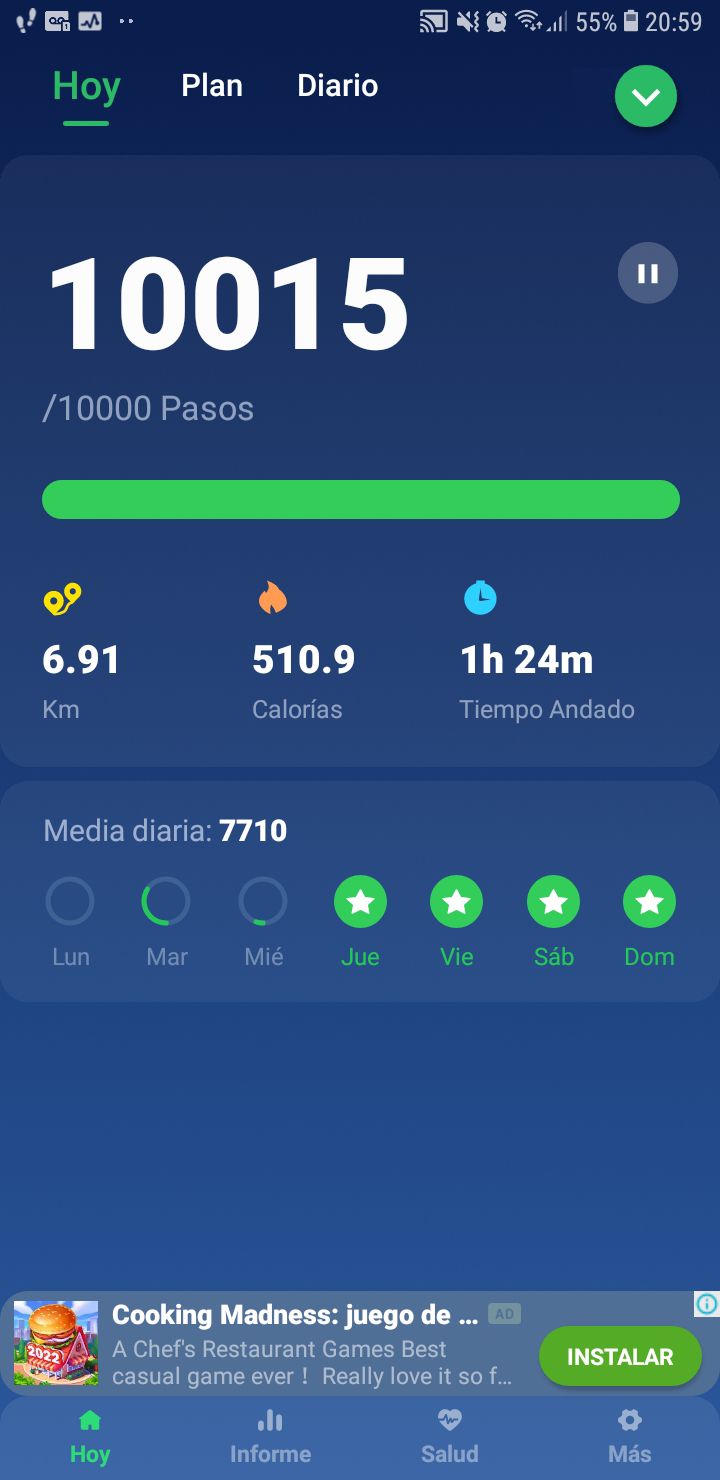 55% 20:59
Hoy Plan Diario
10015
/10000 Pasos
6.91 510.9 1h 24m
Km Calorías Tiempo Andado
Media diaria: 7710
Lun Mar Mié Jue Vie Sáb Dom
Cooking Madness: juego de ... AD
A Chef's Restaurant Games Best
casual game ever！ Really love it so f...
2022
INSTALAR
Hoy Informe Salud Más